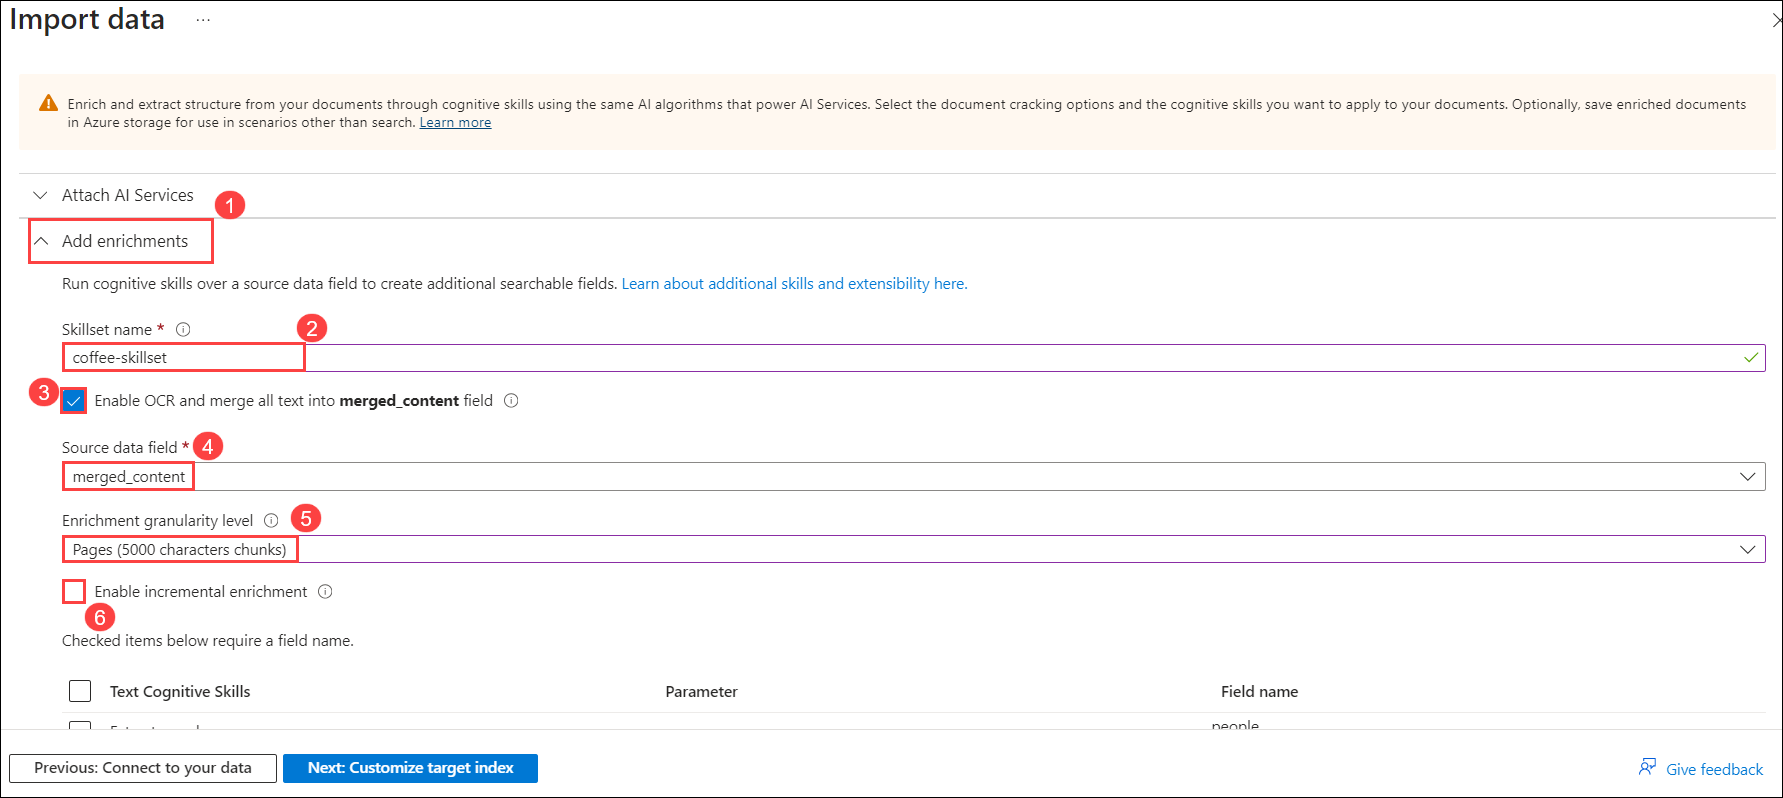 Import data ...
Enrich and extract structure from your documents through cognitive skills using the same AI algorithms that power AI Services. Select the document cracking options and the cognitive skills you want to apply to your documents. Optionally, save enriched documents
in Azure storage for use in scenarios other than search. Learn more
Attach AI Services
1
Add enrichments
Run cognitive skills over a source data field to create additional searchable fields. Learn about additional skills and extensibility here.
Skillset name * 2
coffee-skillset
3 Enable OCR and merge all text into merged_content field
Source data field * 4
merged_content
Enrichment granularity level 5
Pages (5000 characters chunks)
Enable incremental enrichment
6
Checked items below require a field name.
Text Cognitive Skills Parameter Field name
people
Previous: Connect to your data Next: Customize target index Give feedback